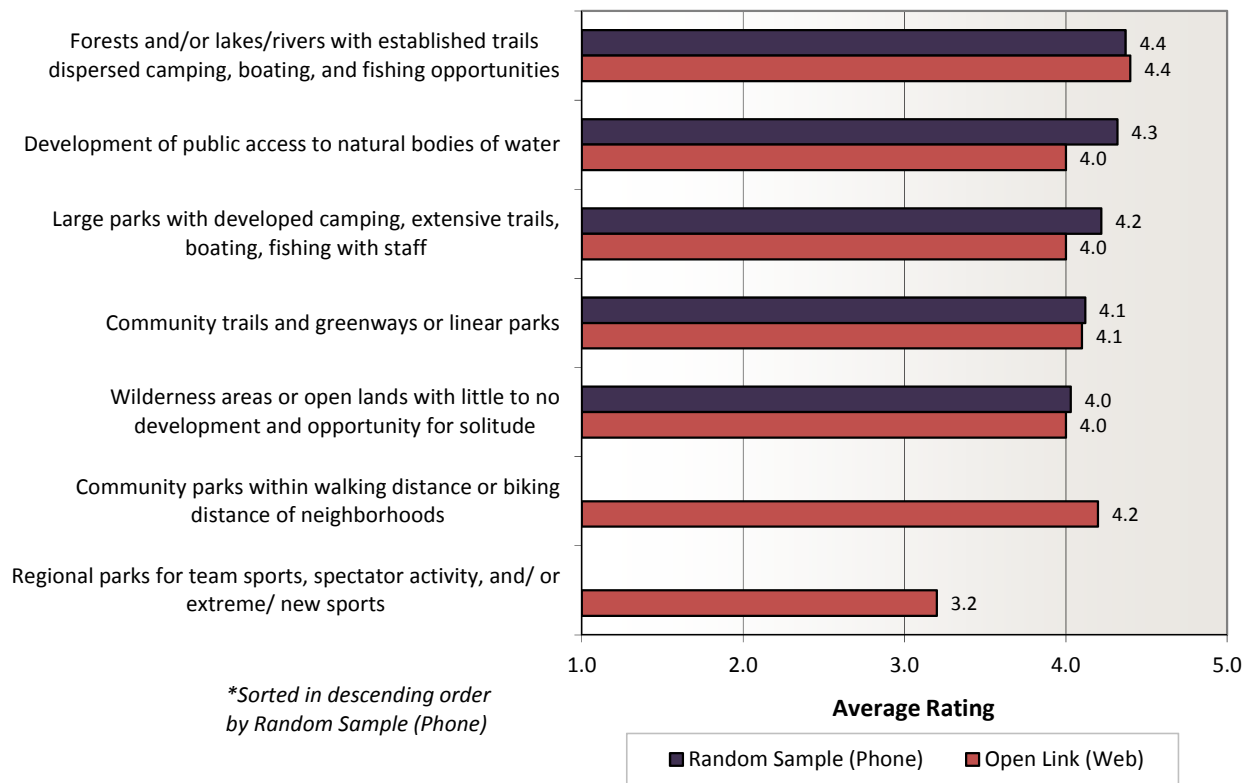 Forests and/or lakes/rivers with established trails
dispersed camping, boating, and fishing opportunities
4.4
4.4
Development of public access to natural bodies of water
4.3
4.0
Large parks with developed camping, extensive trails,
boating, fishing with staff
4.2
4.0
Community trails and greenways or linear parks
4.1
4.1
Wilderness areas or open lands with little to no
development and opportunity for solitude
4.0
4.0
Community parks within walking distance or biking
distance of neighborhoods
4.2
Regional parks for team sports, spectator activity, and/ or
extreme/ new sports
3.2
1.0 2.0 3.0 4.0 5.0
*Sorted in descending order
by Random Sample (Phone)
Average Rating
Random Sample (Phone) Open Link (Web)